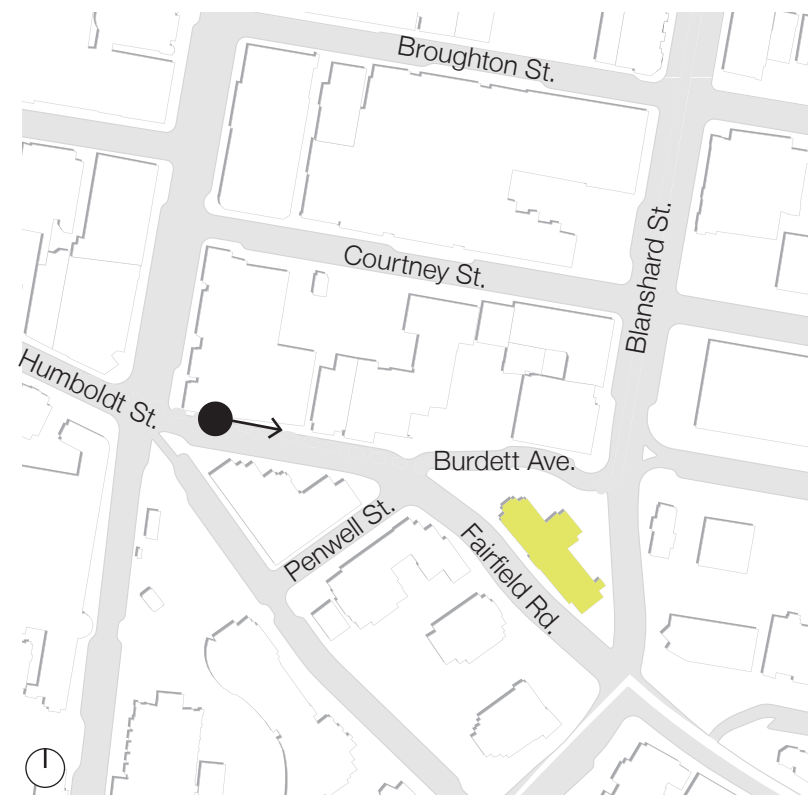 Broughton St.
Blanshard St.
Courtney St.
Humboldt St.
Burdett Ave.
Penwell St.
Fairfield Rd.